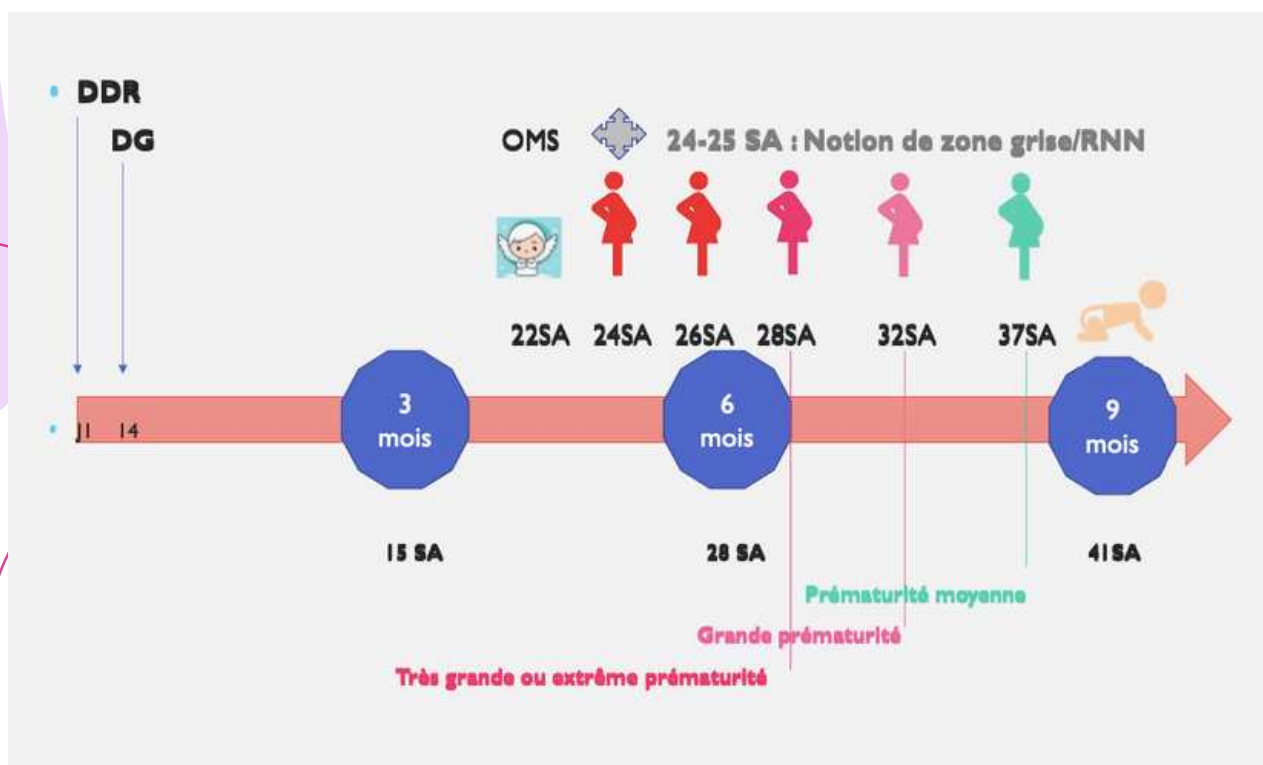 DDR
DG
OMS
24-25 SA : Notion de zone grise/RNN
22SA 24SA 26SA 28SA 32SA 37SA
3
mois
6
mois
9
mois
J1 14
15 SA
28 SA
41SA
Prématurité moyenne
Grande prématurité
Très grande ou extrême prématurité